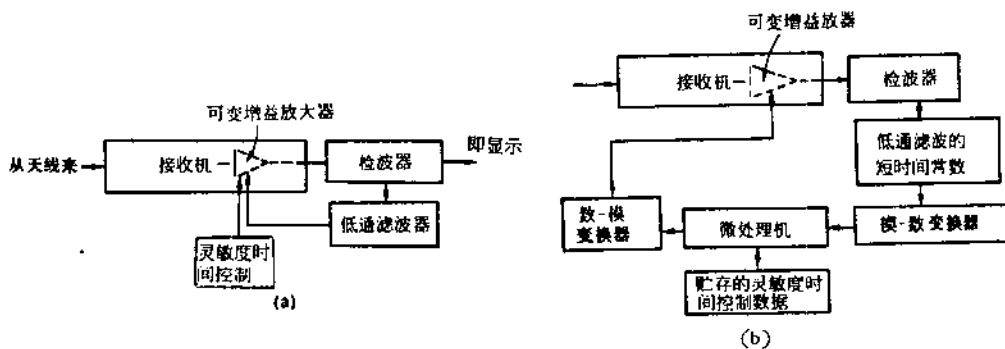 可变增益放大器
从天线来
接收机
检波器
即显示
低通滤波器
灵敏度时
间控制
(a)
可变增益放器
接收机
检波器
低通滤波的
短时间常数
数-模
变换器
微处理机
模-数变换器
贮存的灵敏度时
间控制数据
(b)